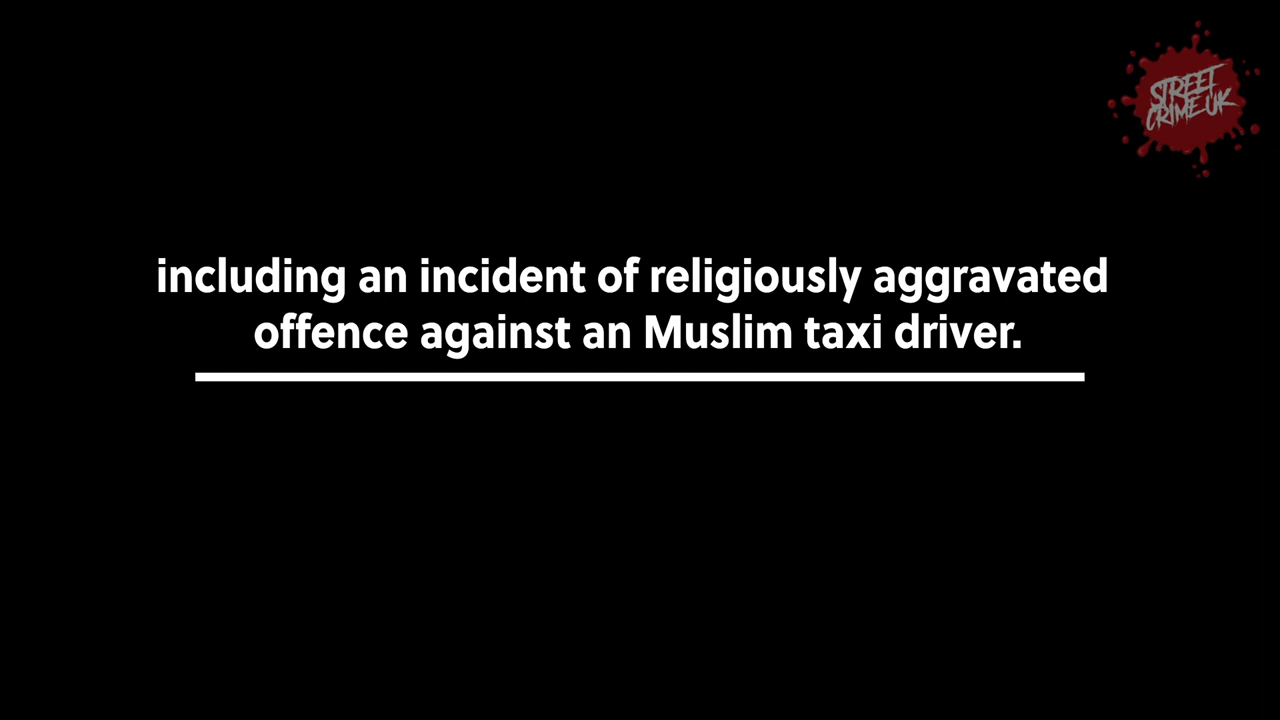 STREET
CRIME.UK
including an incident of religiously aggravated
offence against an Muslim taxi driver.